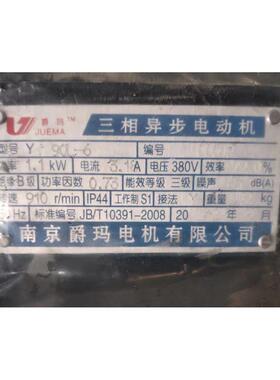 爵玛 三相异步电动机
JUEMA
型号 Y 90L-6 编号
率 1.1 kW 电流 3.1 A 电压 380V 效率
绝缘 B级 功率因数 0.73 能效等级 三级 噪声 dB(A)
转速 910 r/min IP44 工作制 S1 接法 Y 重量 kg
Hz 标准编号 JB/T10391-2008 20 年 月
南京爵玛电机有限公司